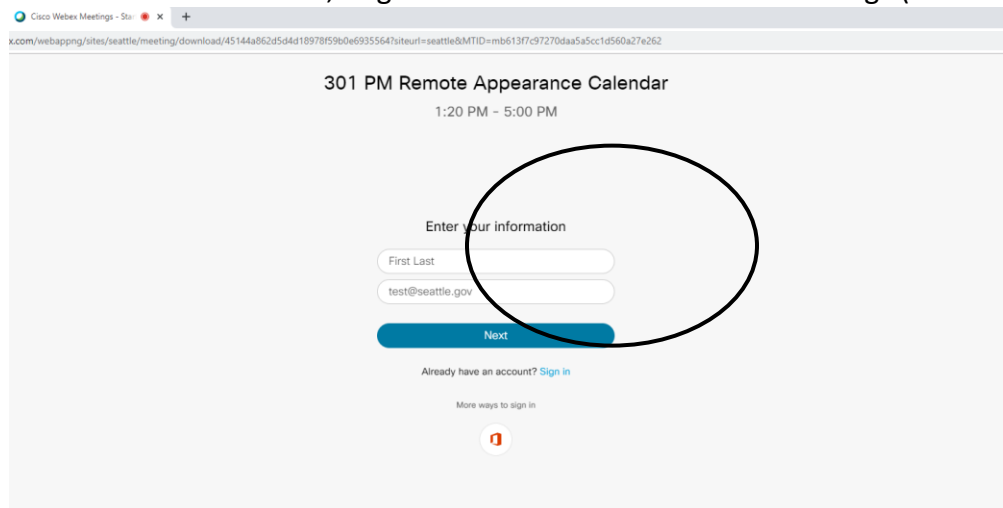 Cisco Webex Meetings - Star
x.com/webappng/sites/seattle/meeting/download/45144a862d5d4d18978f59b0e6935564?siteurl=seattle&MTID=mb613f7c97270daa5a5cc1d560a27e262
301 PM Remote Appearance Calendar
1:20 PM - 5:00 PM
Enter your information
First Last
test@seattle.gov
Next
Already have an account? Sign in
More ways to sign in